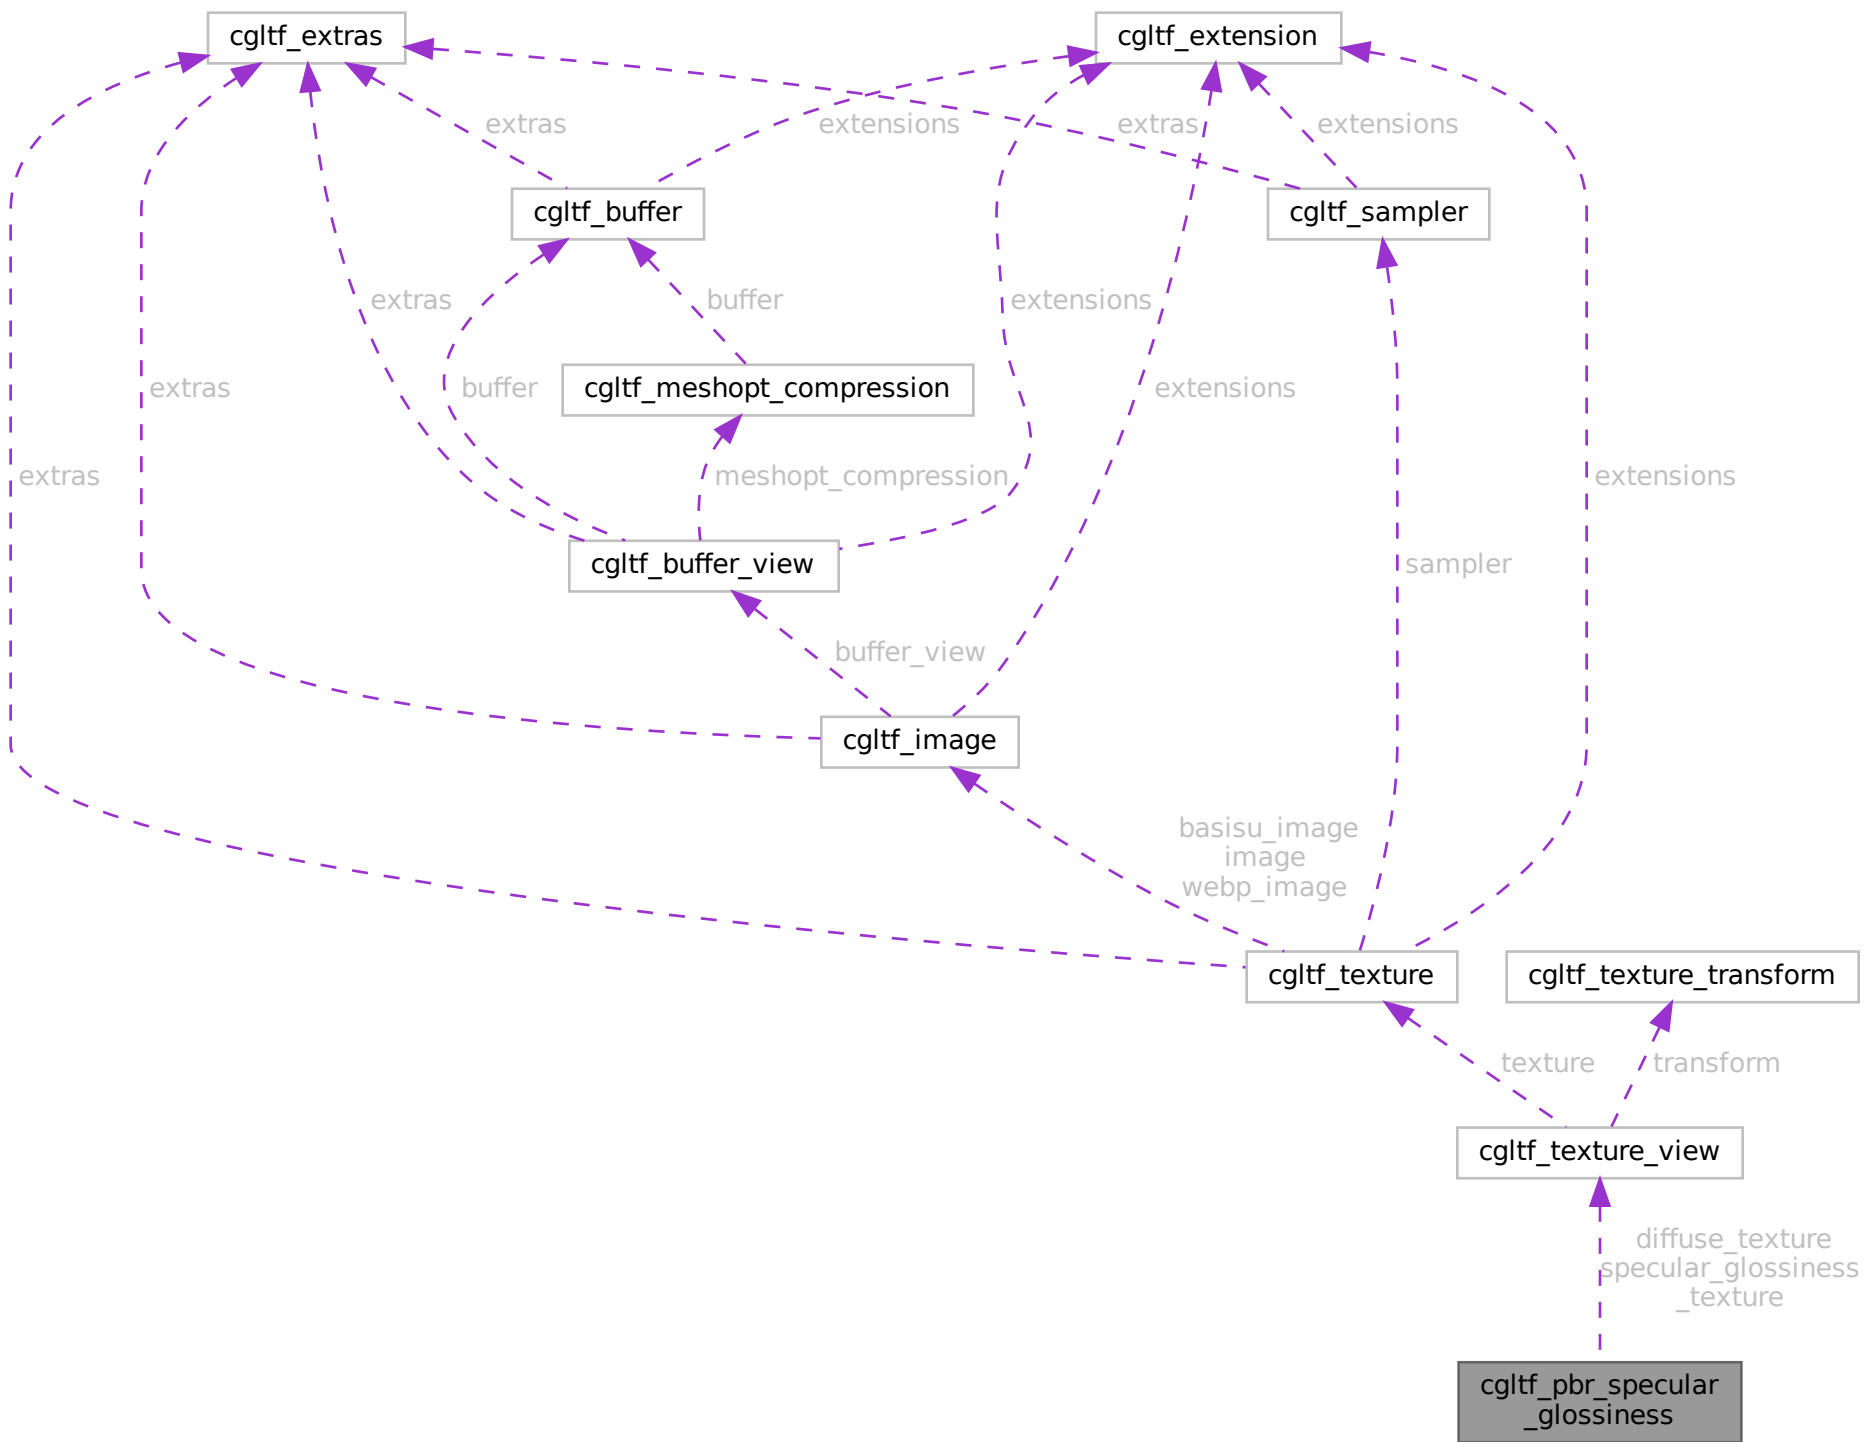 cgltf_extras
cgltf_extension
extras
extensions
extras
extensions
cgltf_buffer
cgltf_sampler
extras
buffer
extensions
extras
buffer
cgltf_meshopt_compression
extensions
extras
meshopt_compression
extensions
cgltf_buffer_view
sampler
buffer_view
cgltf_image
basisu_image
image
webp_image
cgltf_texture
cgltf_texture_transform
texture
transform
cgltf_texture_view
diffuse_texture
specular_glossiness
_texture
cgltf_pbr_specular
_glossiness